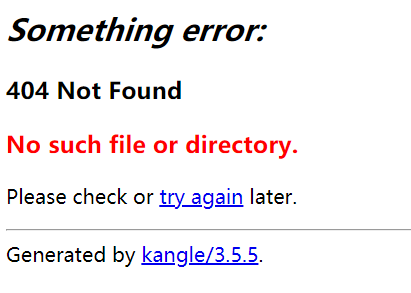 Something error:
404 Not Found
No such file or directory.
Please check or try again later.
Generated by kangle/3.5.5.